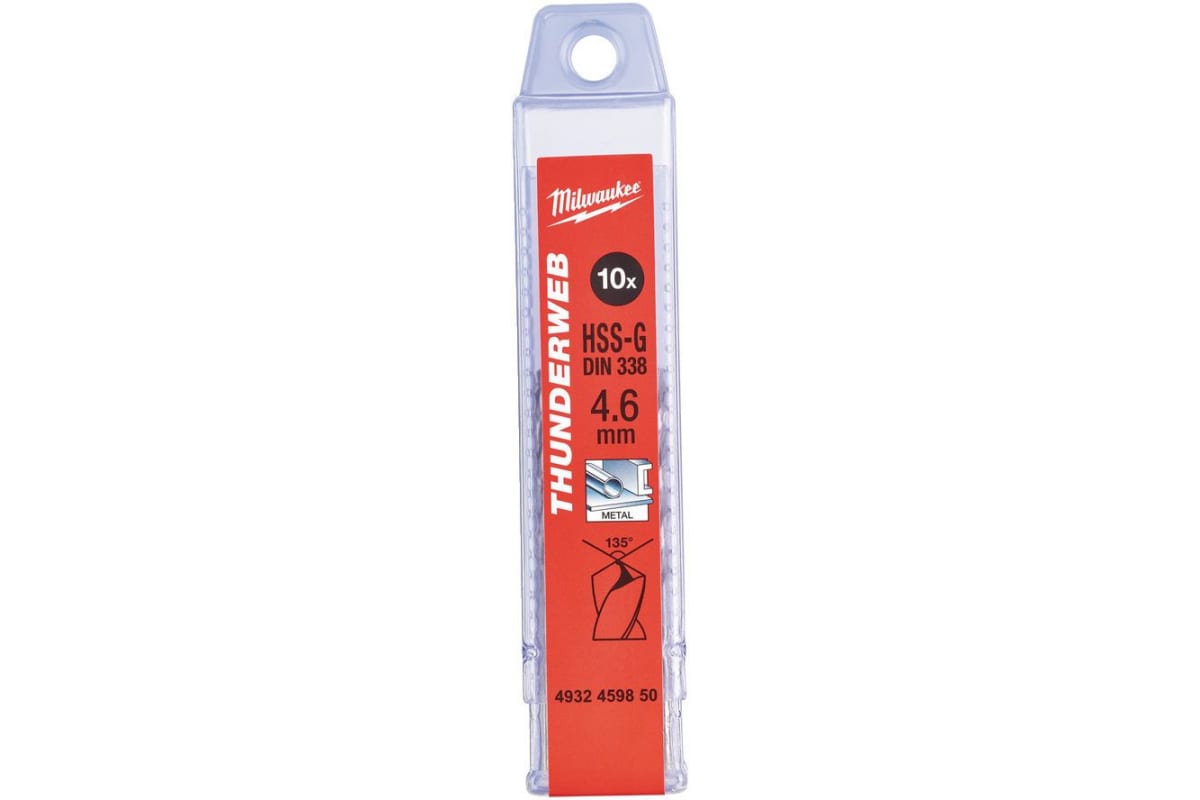 Milwaukee
THUNDERWEB
10x
HSS-G
DIN 338
4.6
mm
METAL
135°
4932 4598 50